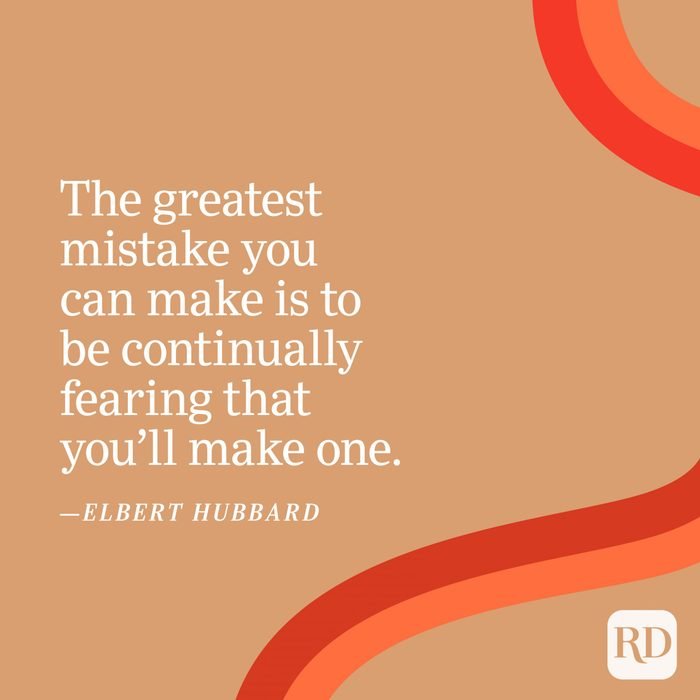 The greatest
mistake you
can make is to
be continually
fearing that
you’ll make one.
—ELBERT HUBBARD
RD